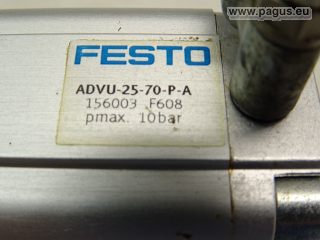 www.pagus.eu
FESTO
ADVU-25-70-P-A
156003 F608
pmax. 10bar